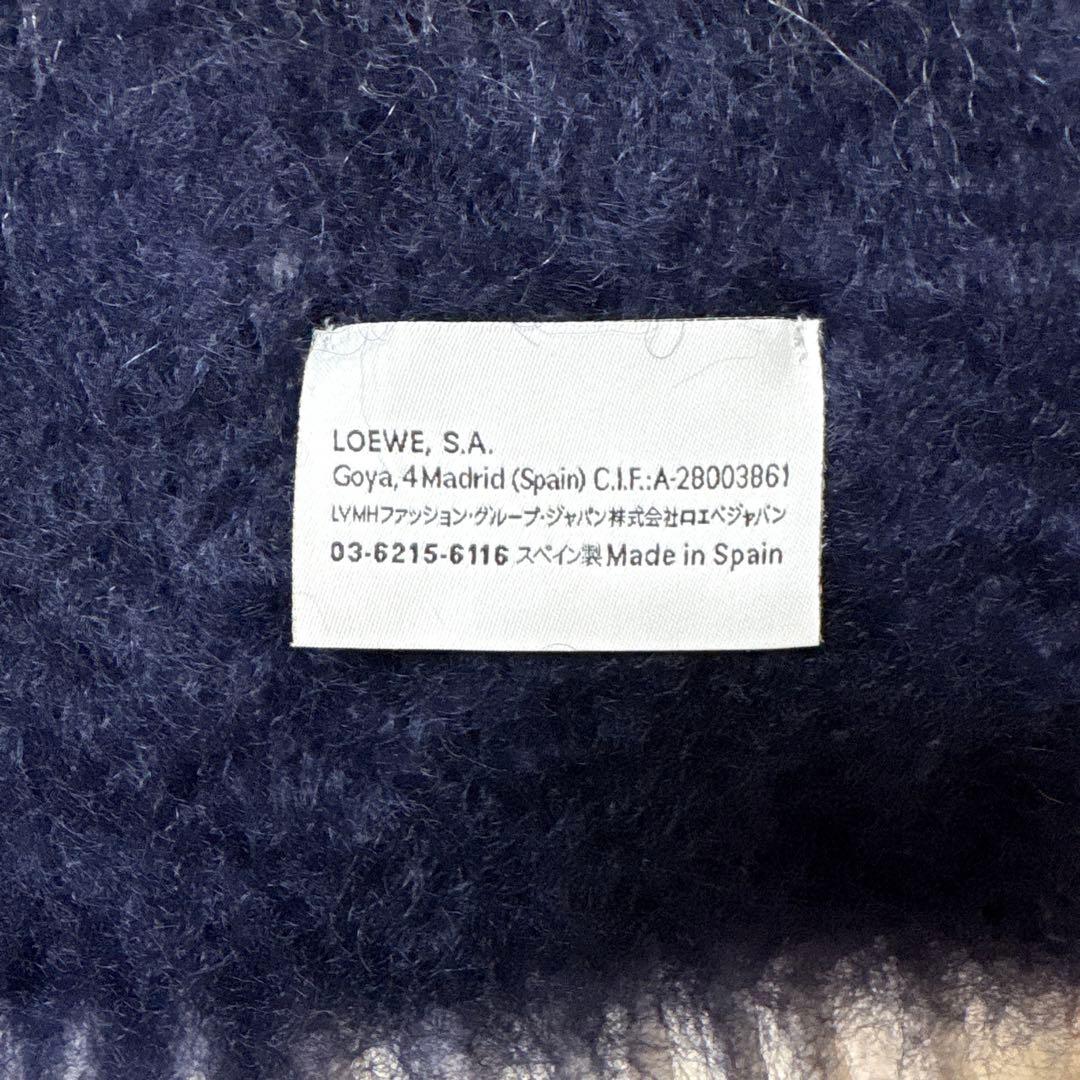 LOEWE, S.A.
Goya, 4 Madrid (Spain) C.I.F.:A-28003861
LVMHファッション・グループ・ジャパン株式会社ロエベジャパン
03-6215-6116 スペイン製 Made in Spain